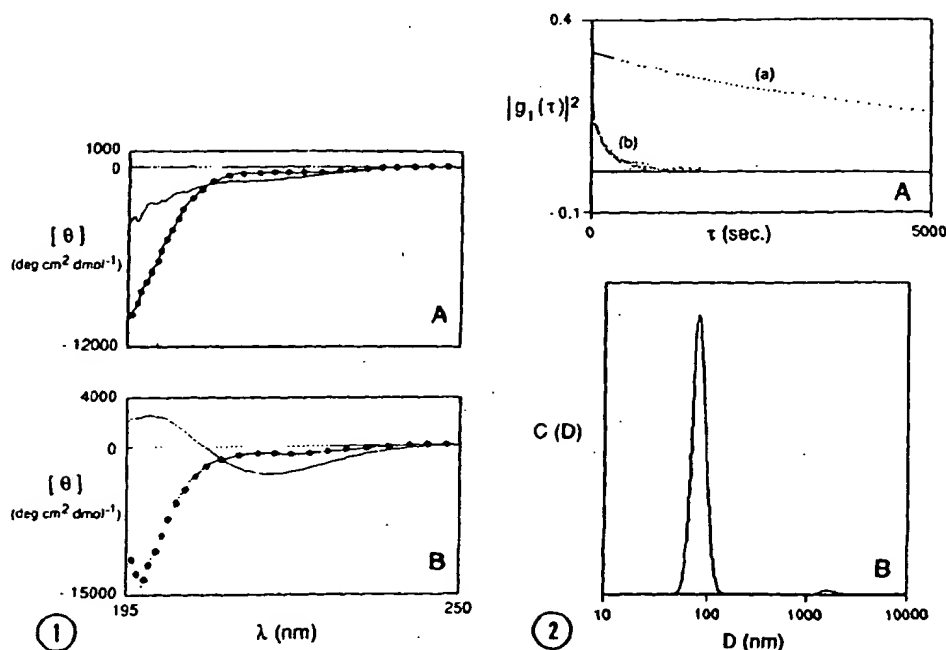 1000
0
[θ]
(deg cm² dmol⁻¹)
- 12000
A
4000
0
[θ]
(deg cm² dmol⁻¹)
- 15000
B
195
250
λ (nm)
1
0.4
|g₁(τ)|²
(a)
(b)
A
- 0.1
0
5000
τ (sec.)
C (D)
B
10
100
1000
10000
D (nm)
2